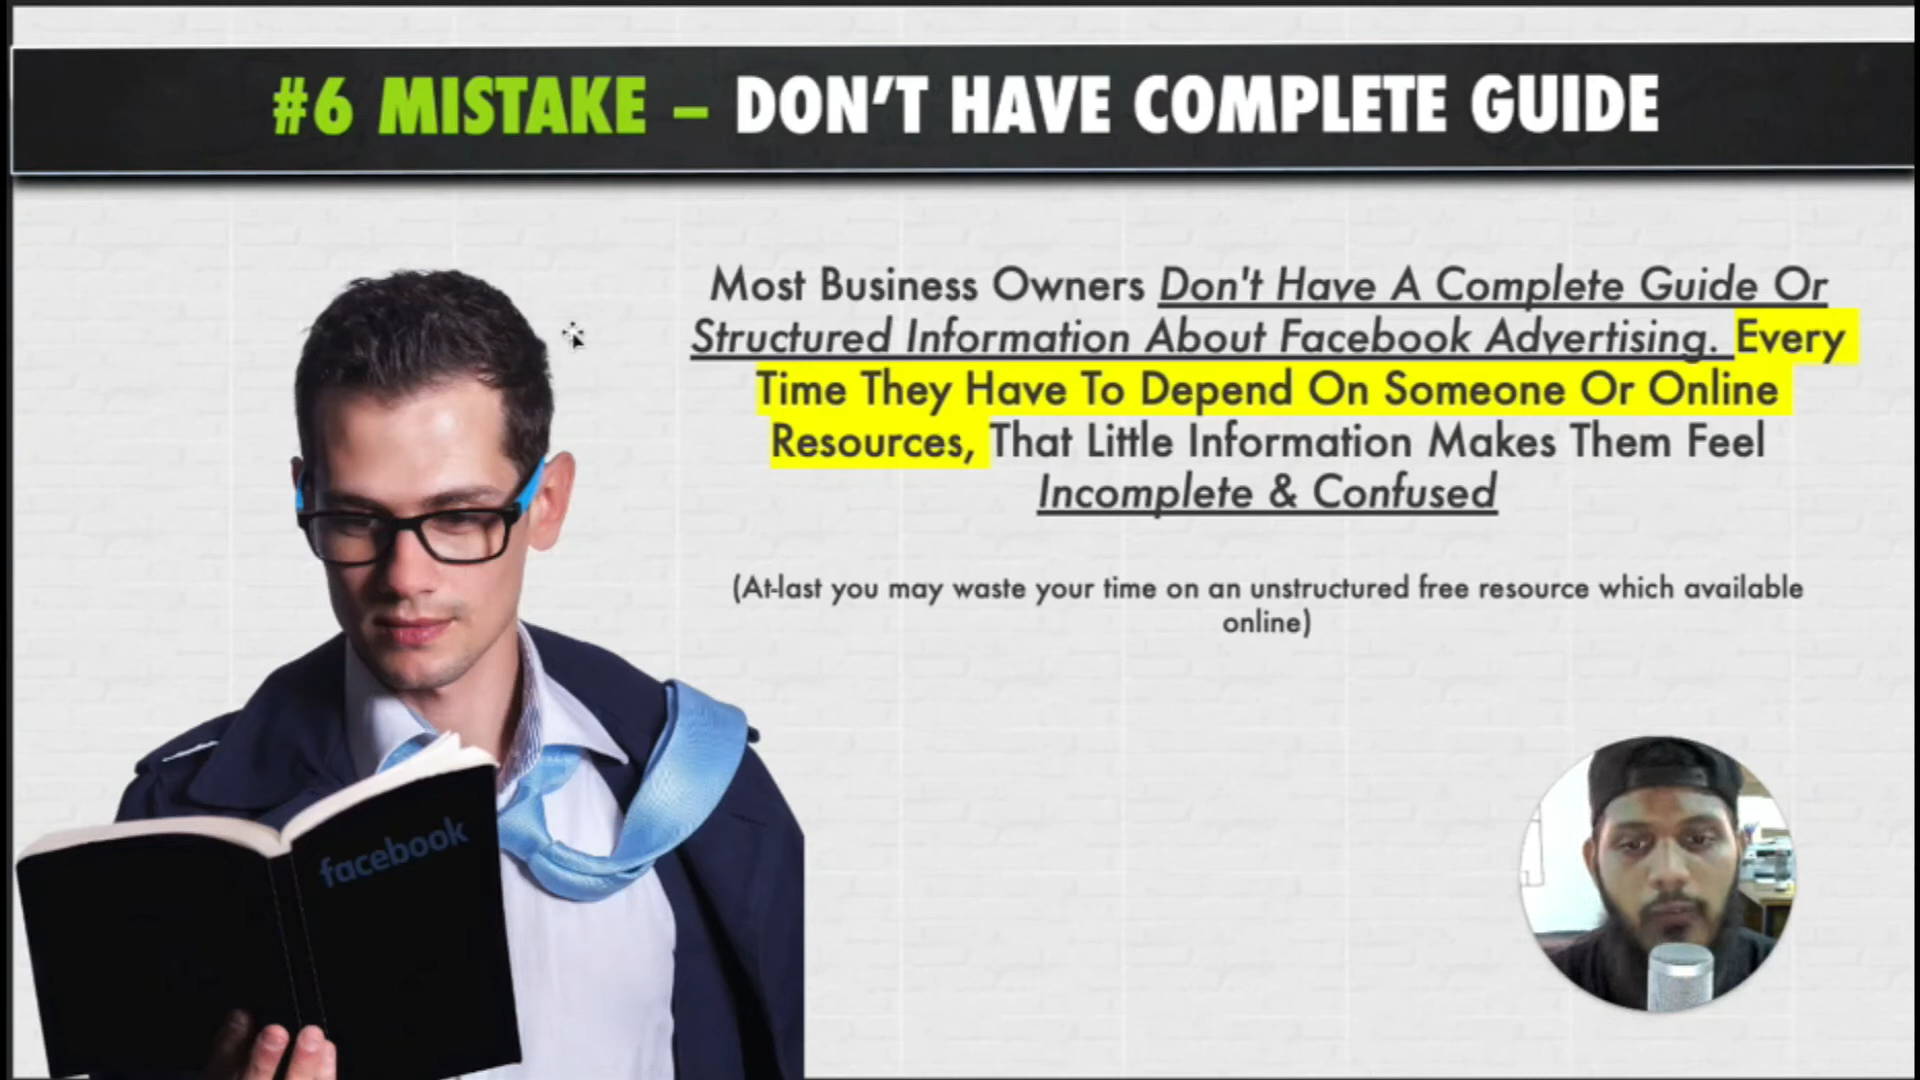 #6 MISTAKE – DON'T HAVE COMPLETE GUIDE
Most Business Owners Don't Have A Complete Guide Or
Structured Information About Facebook Advertising. Every
Time They Have To Depend On Someone Or Online
Resources, That Little Information Makes Them Feel
Incomplete & Confused
(At-last you may waste your time on an unstructured free resource which available
online)
facebook